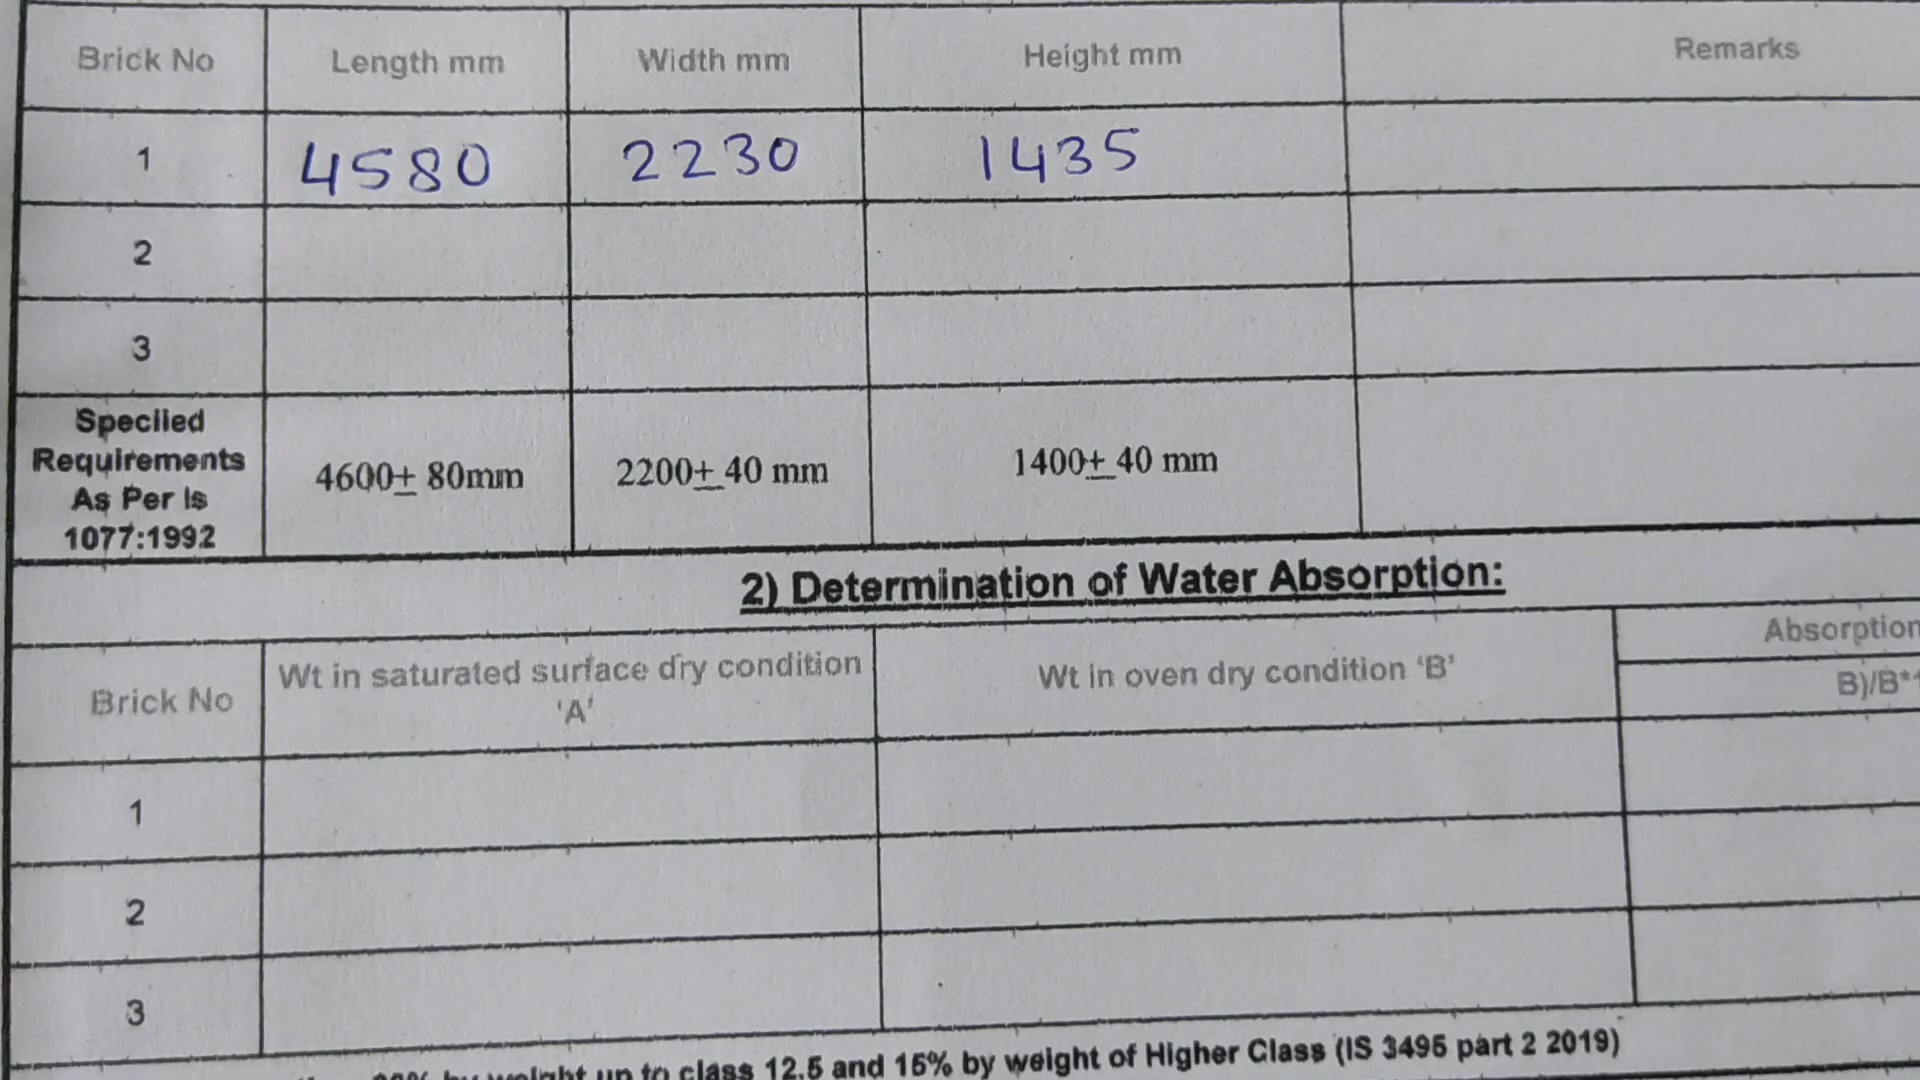 Brick No Length mm Width mm Height mm Remarks
1 4580 2230 1435
2
3
Speciied
Requirements
As Per Is
1077:1992
4600± 80mm 2200± 40 mm 1400± 40 mm
2) Determination of Water Absorption:
Brick No
Wt in saturated surface dry condition
‘A’
Wt in oven dry condition ‘B’
Absorption
B)/B*
1
2
3
by weight up to class 12.5 and 15% by weight of Higher Class (IS 3495 part 2 2019)